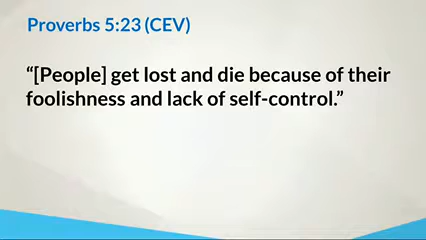 Proverbs 5:23 (CEV)
“[People] get lost and die because of their
foolishness and lack of self-control.”